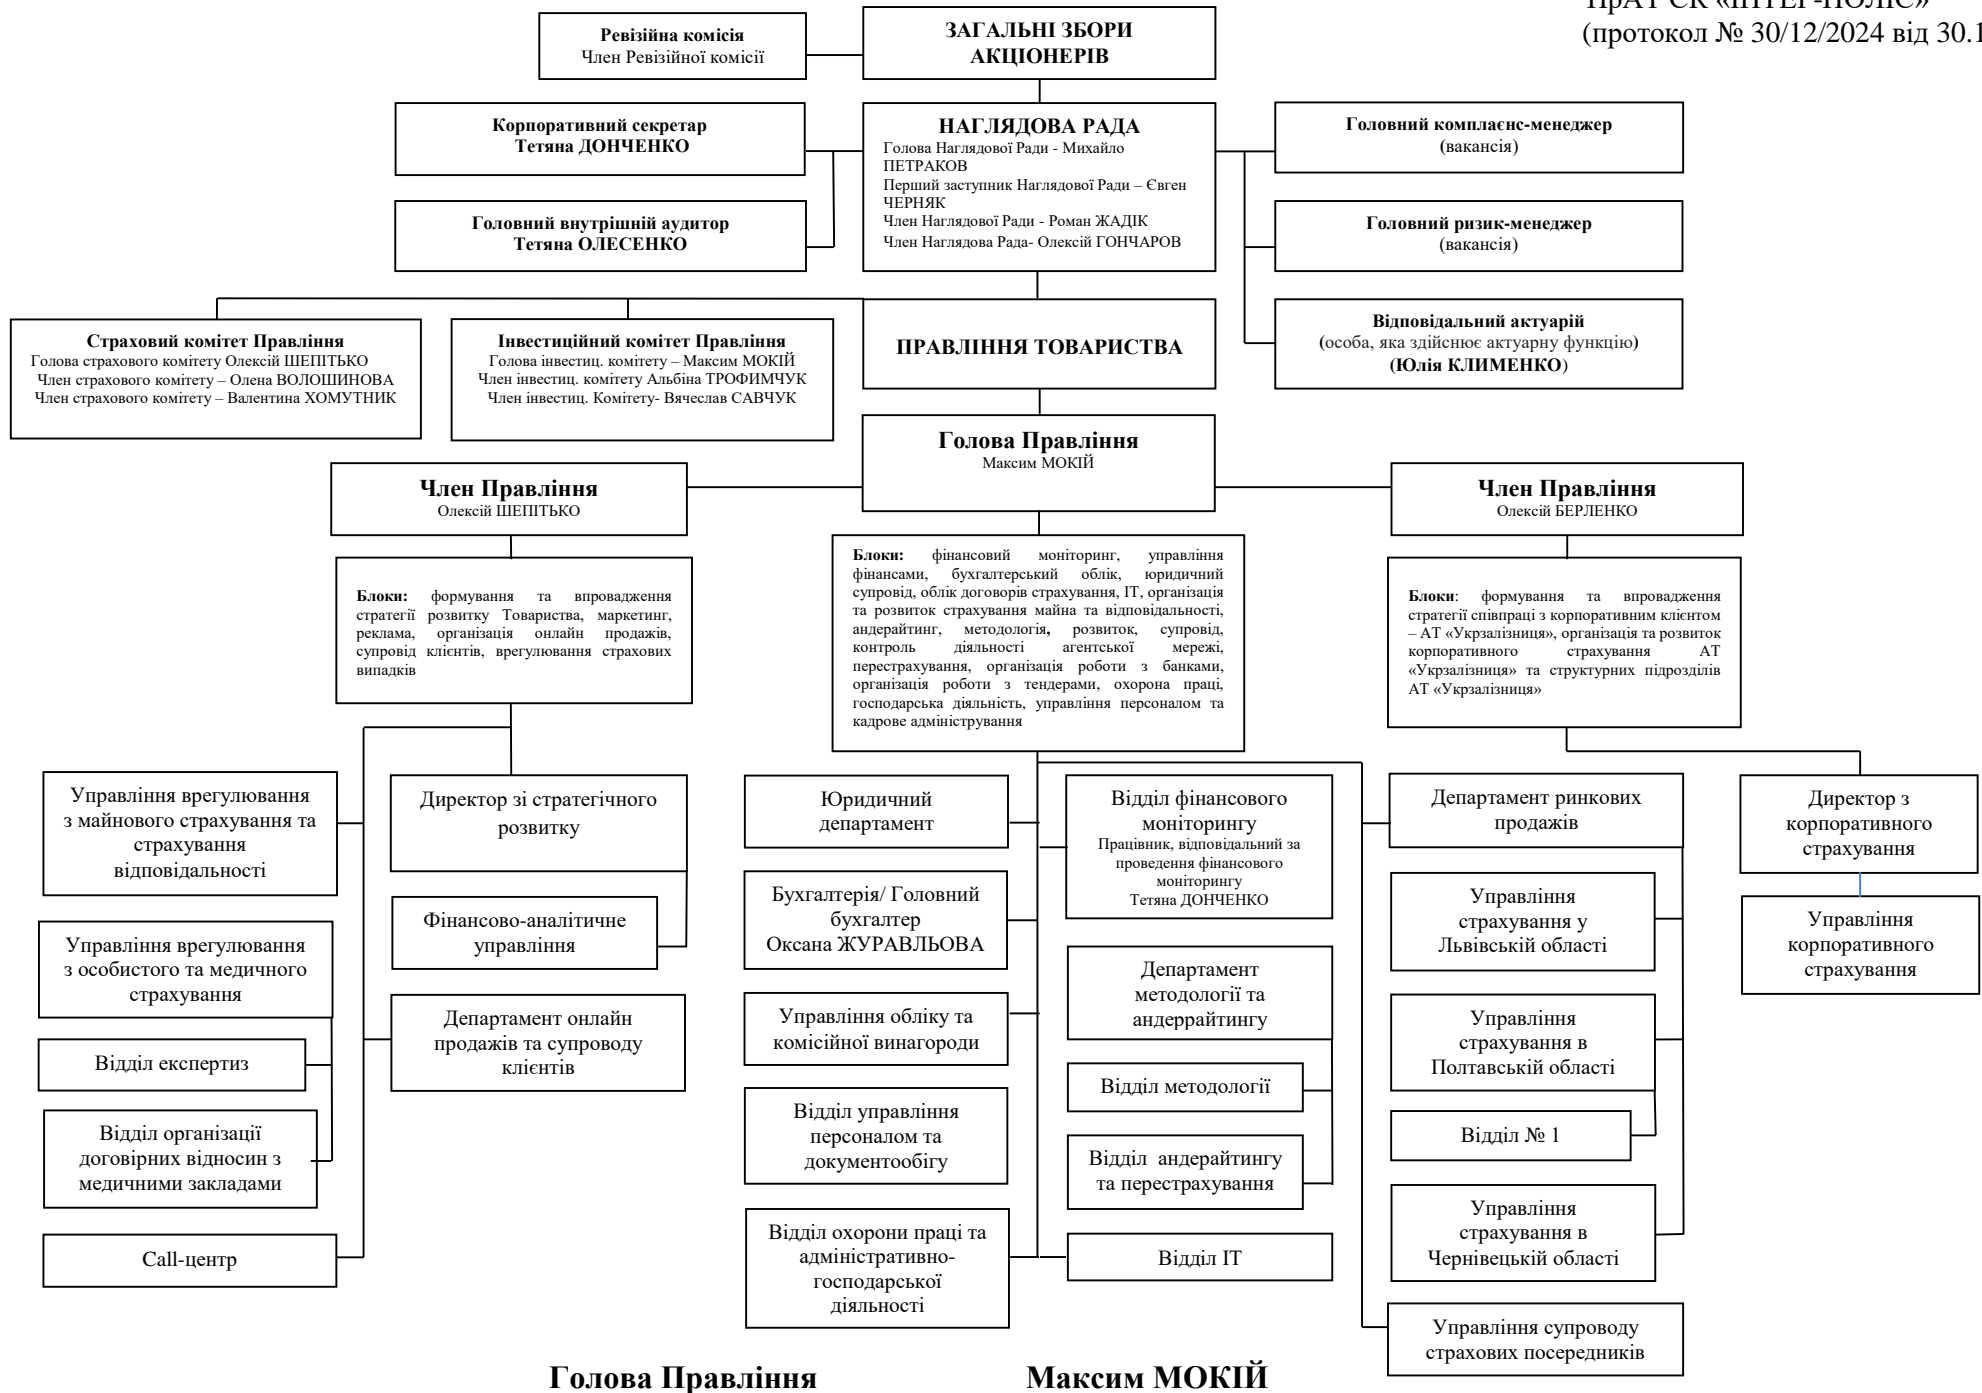 ПрАТ СК «ІНТЕР-ПОЛІС»
(протокол № 30/12/2024 від 30.1
Ревізійна комісія
Член Ревізійної комісії
ЗАГАЛЬНІ ЗБОРИ
АКЦІОНЕРІВ
Корпоративний секретар
Тетяна ДОНЧЕНКО
НАГЛЯДОВА РАДА
Голова Наглядової Ради - Михайло
ПЕТРАКОВ
Перший заступник Наглядової Ради – Євген
ЧЕРНЯК
Член Наглядової Ради - Роман ЖАДІК
Член Наглядова Рада- Олексій ГОНЧАРОВ
Головний комплаєнс-менеджер
(вакансія)
Головний внутрішній аудитор
Тетяна ОЛЕСЕНКО
Головний ризик-менеджер
(вакансія)
Страховий комітет Правління
Голова страхового комітету Олексій ШЕПІТЬКО
Член страхового комітету – Олена ВОЛОШИНОВА
Член страхового комітету – Валентина ХОМУТНИК
Інвестиційний комітет Правління
Голова інвестиц. комітету – Максим МОКІЙ
Член інвестиц. комітету Альбіна ТРОФИМЧУК
Член інвестиц. Комітету- Вячеслав САВЧУК
ПРАВЛІННЯ ТОВАРИСТВА
Відповідальний актуарій
(особа, яка здійснює актуарну функцію)
(Юлія КЛИМЕНКО)
Голова Правління
Максим МОКІЙ
Член Правління
Олексій ШЕПІТЬКО
Член Правління
Олексій БЕРЛЕНКО
Блоки: формування та впровадження
стратегії розвитку Товариства, маркетинг,
реклама, організація онлайн продажів,
супровід клієнтів, врегулювання страхових
випадків
Блоки: фінансовий моніторинг, управління
фінансами, бухгалтерський облік, юридичний
супровід, облік договорів страхування, ІТ, організація
та розвиток страхування майна та відповідальності,
андерайтинг, методологія, розвиток, супровід,
контроль діяльності агентської мережі,
перестрахування, організація роботи з банками,
організація роботи з тендерами, охорона праці,
господарська діяльність, управління персоналом та
кадрове адміністрування
Блоки: формування та впровадження
стратегії співпраці з корпоративним клієнтом
– АТ «Укрзалізниця», організація та розвиток
корпоративного страхування АТ
«Укрзалізниця» та структурних підрозділів
АТ «Укрзалізниця»
Управління врегулювання
з майнового страхування та
страхування
відповідальності
Директор зі стратегічного
розвитку
Юридичний
департамент
Відділ фінансового
моніторингу
Працівник, відповідальний за
проведення фінансового
моніторингу
Тетяна ДОНЧЕНКО
Департамент ринкових
продажів
Директор з
корпоративного
страхування
Бухгалтерія/ Головний
бухгалтер
Оксана ЖУРАВЛЬОВА
Управління
страхування у
Львівській області
Фінансово-аналітичне
управління
Управління
корпоративного
страхування
Управління врегулювання
з особистого та медичного
страхування
Департамент
методології та
андеррайтингу
Департамент онлайн
продажів та супроводу
клієнтів
Управління обліку та
комісійної винагороди
Управління
страхування в
Полтавській області
Відділ експертиз
Відділ методології
Відділ управління
персоналом та
документообігу
Відділ організації
договірних відносин з
медичними закладами
Відділ № 1
Відділ андерайтингу
та перестрахування
Управління
страхування в
Чернівецькій області
Call-центр
Відділ охорони праці та
адміністративно-
господарської
діяльності
Відділ ІТ
Управління супроводу
страхових посередників
Голова Правління Максим МОКІЙ